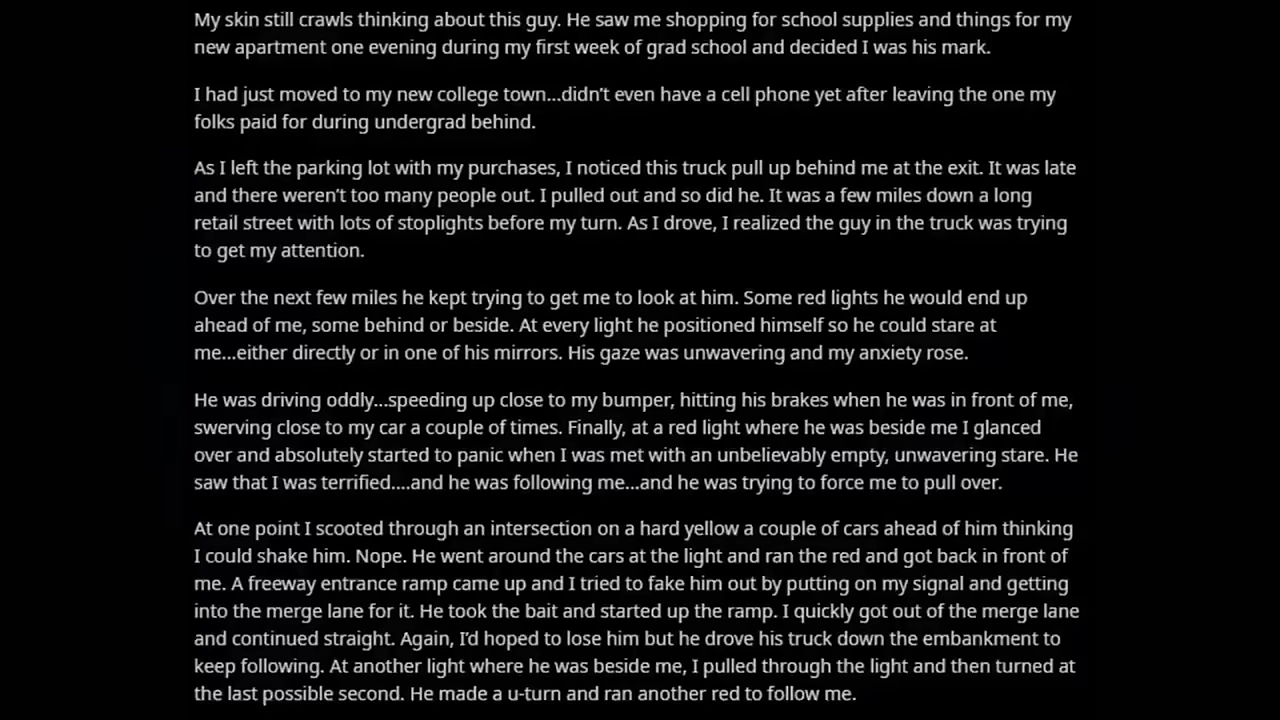 My skin still crawls thinking about this guy. He saw me shopping for school supplies and things for my
new apartment one evening during my first week of grad school and decided I was his mark.
I had just moved to my new college town...didn't even have a cell phone yet after leaving the one my
folks paid for during undergrad behind.
As I left the parking lot with my purchases, I noticed this truck pull up behind me at the exit. It was late
and there weren't too many people out. I pulled out and so did he. It was a few miles down a long
retail street with lots of stoplights before my turn. As I drove, I realized the guy in the truck was trying
to get my attention.
Over the next few miles he kept trying to get me to look at him. Some red lights he would end up
ahead of me, some behind or beside. At every light he positioned himself so he could stare at
me...either directly or in one of his mirrors. His gaze was unwavering and my anxiety rose.
He was driving oddly...speeding up close to my bumper, hitting his brakes when he was in front of me,
swerving close to my car a couple of times. Finally, at a red light where he was beside me I glanced
over and absolutely started to panic when I was met with an unbelievably empty, unwavering stare. He
saw that I was terrified....and he was following me...and he was trying to force me to pull over.
At one point I scooted through an intersection on a hard yellow a couple of cars ahead of him thinking
I could shake him. Nope. He went around the cars at the light and ran the red and got back in front of
me. A freeway entrance ramp came up and I tried to fake him out by putting on my signal and getting
into the merge lane for it. He took the bait and started up the ramp. I quickly got out of the merge lane
and continued straight. Again, I'd hoped to lose him but he drove his truck down the embankment to
keep following. At another light where he was beside me, I pulled through the light and then turned at
the last possible second. He made a u-turn and ran another red to follow me.